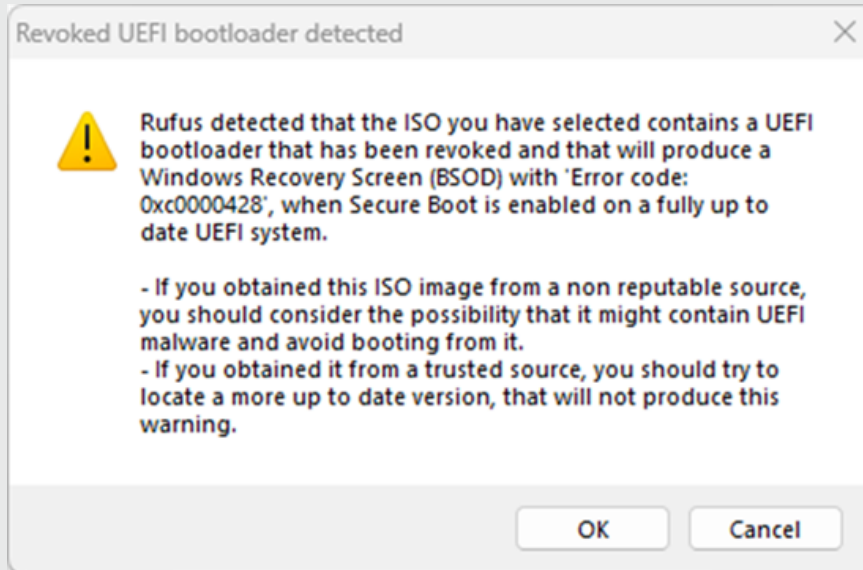 Revoked UEFI bootloader detected
Rufus detected that the ISO you have selected contains a UEFI
bootloader that has been revoked and that will produce a
Windows Recovery Screen (BSOD) with 'Error code:
0xc0000428', when Secure Boot is enabled on a fully up to
date UEFI system.
- If you obtained this ISO image from a non reputable source,
you should consider the possibility that it might contain UEFI
malware and avoid booting from it.
- If you obtained it from a trusted source, you should try to
locate a more up to date version, that will not produce this
warning.
OK Cancel